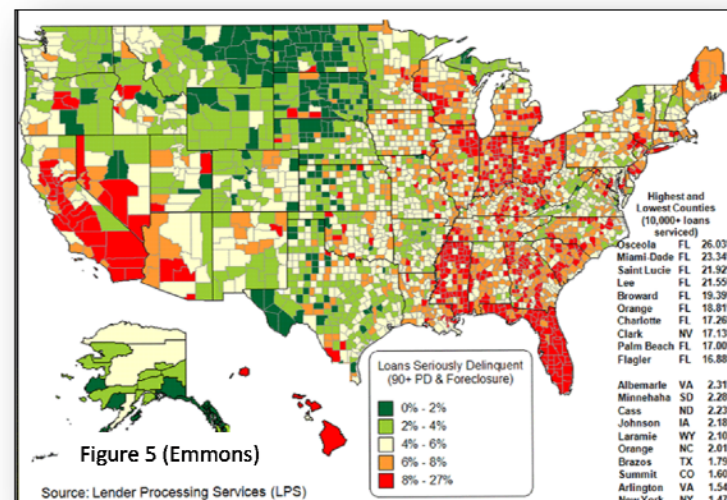 Highest and
Lowest Counties
(10,000+ loans
serviced)
Osceola FL 26.03
Miami-Dade FL 23.34
Saint Lucie FL 21.92
Lee FL 21.55
Broward FL 19.39
Orange FL 18.81
Charlotte FL 17.26
Clark NV 17.13
Palm Beach FL 17.00
Flagler FL 16.88
Albemarle VA 2.31
Minnehaha SD 2.28
Cass ND 2.23
Johnson IA 2.18
Laramie WY 2.10
Orange NC 2.01
Brazos TX 1.79
Summit CO 1.60
Arlington VA 1.54
New York NY
Loans Seriously Delinquent
(90+ PD & Foreclosure)
0% - 2%
2% - 4%
4% - 6%
6% - 8%
8% - 27%
Figure 5 (Emmons)
Source: Lender Processing Services (LPS)